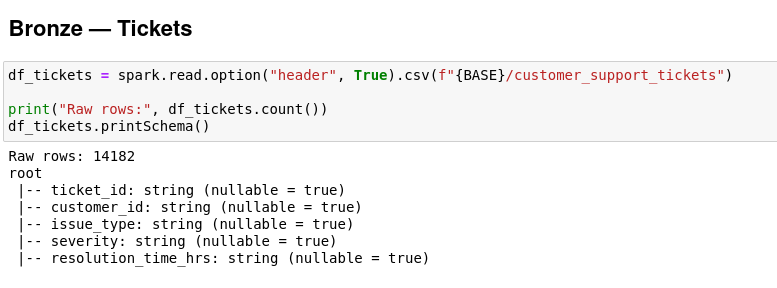 Bronze — Tickets
df_tickets = spark.read.option("header", True).csv(f"{BASE}/customer_support_tickets")
print("Raw rows:", df_tickets.count())
df_tickets.printSchema()
Raw rows: 14182
root
 |-- ticket_id: string (nullable = true)
 |-- customer_id: string (nullable = true)
 |-- issue_type: string (nullable = true)
 |-- severity: string (nullable = true)
 |-- resolution_time_hrs: string (nullable = true)